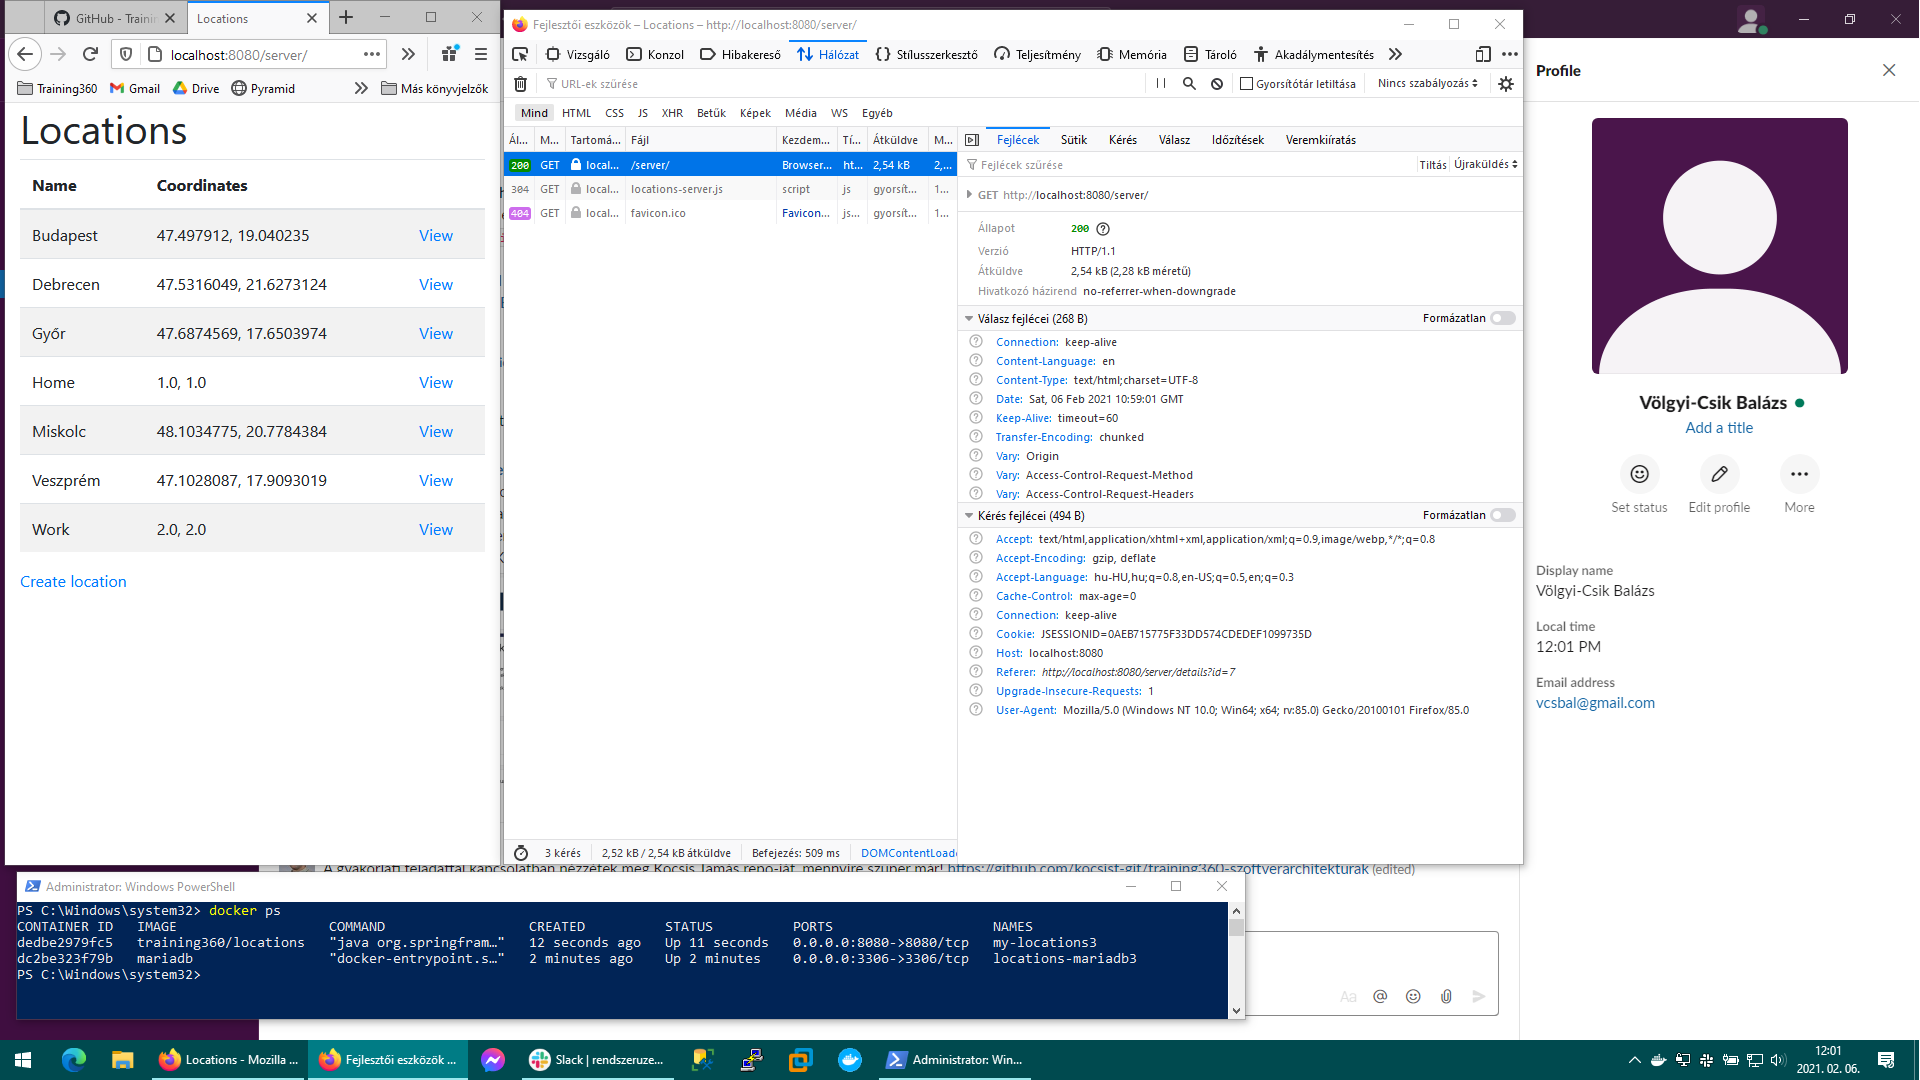 GitHub - Trainin
Locations
localhost:8080/server/
Training360
Gmail
Drive
Pyramid
Más könyvjelzők
Locations
Name Coordinates
Budapest 47.497912, 19.040235 View
Debrecen 47.5316049, 21.6273124 View
Győr 47.6874569, 17.6503974 View
Home 1.0, 1.0 View
Miskolc 48.1034775, 20.7784384 View
Veszprém 47.1028087, 17.9093019 View
Work 2.0, 2.0 View
Create location
Fejlesztői eszközök – Locations – http://localhost:8080/server/
Vizsgáló Konzol Hibakereső Hálózat Stílusszerkesztő Teljesítmény Memória Tároló Akadálymentesítés
URL-ek szűrése
Gyorsítótár letiltása Nincs szabályozás
Mind HTML CSS JS XHR Betűk Képek Média WS Egyéb
Ál... M... Tartomá... Fájl Kezdem... Tí... Átküldve M...
200 GET local... /server/ Browser... ht... 2,54 kB 2,...
304 GET local... locations-server.js script js gyorsít... 1...
404 GET local... favicon.ico Favicon... js... gyorsít... 1...
3 kérés 2,52 kB / 2,54 kB átküldve Befejezés: 509 ms DOMContentLoade
Fejlécek Sütik Kérés Válasz Időzítések Veremkiíratás
Fejlécek szűrése Tiltás Újraküldés
GET http://localhost:8080/server/
Állapot 200
Verzió HTTP/1.1
Átküldve 2,54 kB (2,28 kB méretű)
Hivatkozó házirend no-referrer-when-downgrade
Válasz fejlécei (268 B) Formázatlan
Connection: keep-alive
Content-Language: en
Content-Type: text/html;charset=UTF-8
Date: Sat, 06 Feb 2021 10:59:01 GMT
Keep-Alive: timeout=60
Transfer-Encoding: chunked
Vary: Origin
Vary: Access-Control-Request-Method
Vary: Access-Control-Request-Headers
Kérés fejlécei (494 B) Formázatlan
Accept: text/html,application/xhtml+xml,application/xml;q=0.9,image/webp,*/*;q=0.8
Accept-Encoding: gzip, deflate
Accept-Language: hu-HU,hu;q=0.8,en-US;q=0.5,en;q=0.3
Cache-Control: max-age=0
Connection: keep-alive
Cookie: JSESSIONID=0AEB715775F33DD574CDEDEF1099735D
Host: localhost:8080
Referer: http://localhost:8080/server/details?id=7
Upgrade-Insecure-Requests: 1
User-Agent: Mozilla/5.0 (Windows NT 10.0; Win64; x64; rv:85.0) Gecko/20100101 Firefox/85.0
Profile
Völgyi-Csik Balázs
Add a title
Set status Edit profile More
Display name
Völgyi-Csik Balázs
Local time
12:01 PM
Email address
vcsbal@gmail.com
A gyakorlati feladattal kapcsolatban nézzétek meg Kocsis Tamás repo-ját, mennyire szuper már! https://github.com/kocsist-git/training360-szoftverarchitekturak (edited)
Aa
Administrator: Windows PowerShell
PS C:\Windows\system32> docker ps
CONTAINER ID IMAGE COMMAND CREATED STATUS PORTS NAMES
dedbe2979fc5 training360/locations "java org.springfram…" 12 seconds ago Up 11 seconds 0.0.0.0:8080->8080/tcp my-locations3
dc2be323f79b mariadb "docker-entrypoint.s…" 2 minutes ago Up 2 minutes 0.0.0.0:3306->3306/tcp locations-mariadb3
PS C:\Windows\system32>
Locations - Mozilla ...
Fejlesztői eszközök ...
Slack | rendszeruze...
Administrator: Win...
12:01
2021. 02. 06.